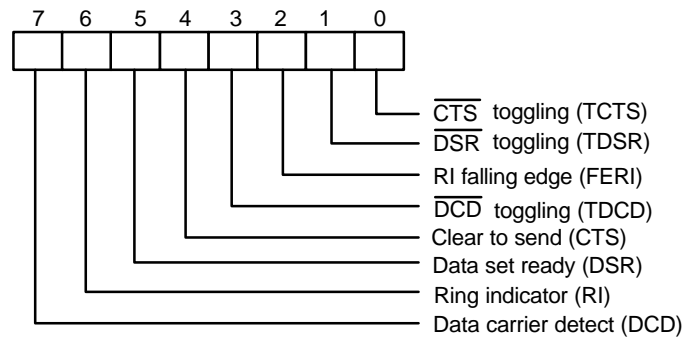 7 6 5 4 3 2 1 0
CTS toggling (TCTS)
DSR toggling (TDSR)
RI falling edge (FERI)
DCD toggling (TDCD)
Clear to send (CTS)
Data set ready (DSR)
Ring indicator (RI)
Data carrier detect (DCD)